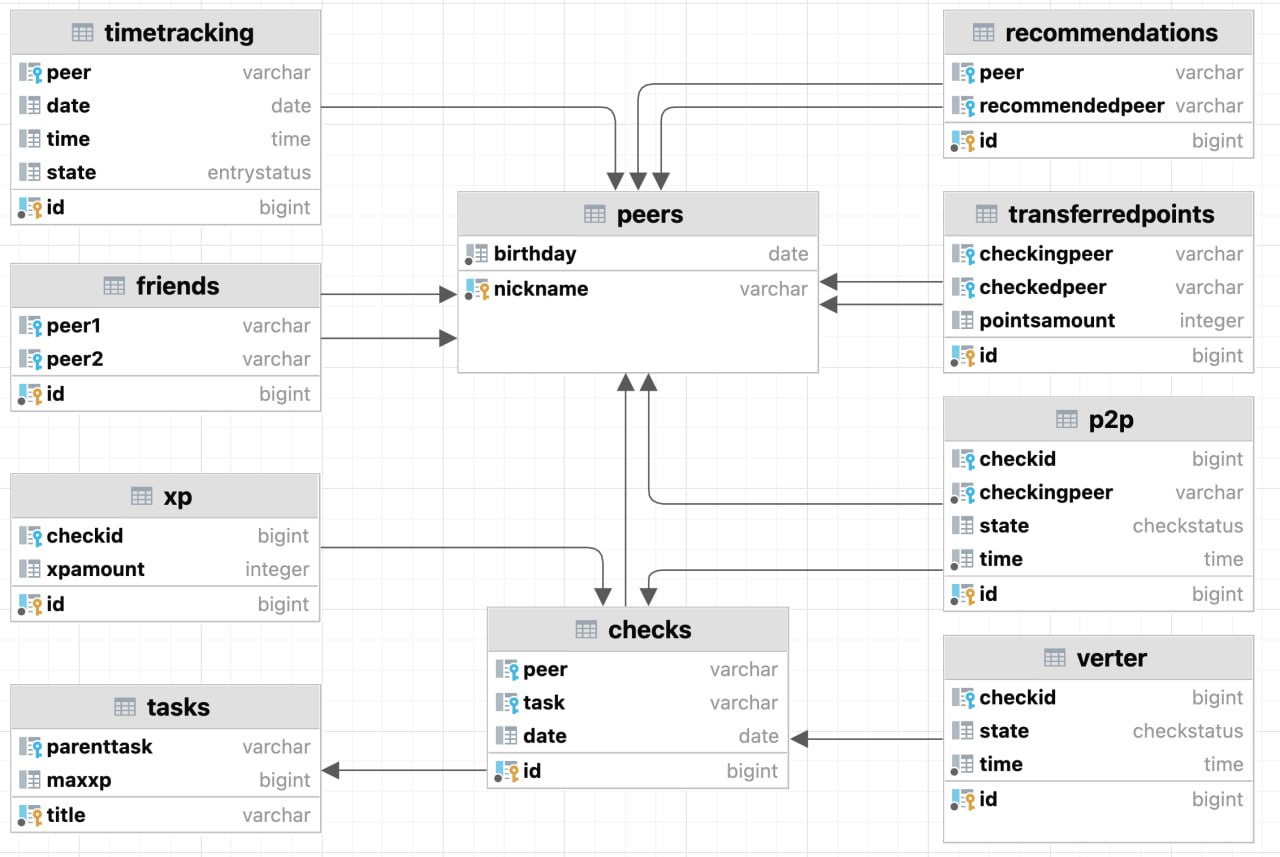 timetracking
peer varchar
date date
time time
state entrystatus
id bigint
friends
peer1 varchar
peer2 varchar
id bigint
xp
checkid bigint
xpamount integer
id bigint
tasks
parenttask varchar
maxxp bigint
title varchar
peers
birthday date
nickname varchar
checks
peer varchar
task varchar
date date
id bigint
recommendations
peer varchar
recommendedpeer varchar
id bigint
transferredpoints
checkingpeer varchar
checkedpeer varchar
pointsamount integer
id bigint
p2p
checkid bigint
checkingpeer varchar
state checkstatus
time time
id bigint
verter
checkid bigint
state checkstatus
time time
id bigint